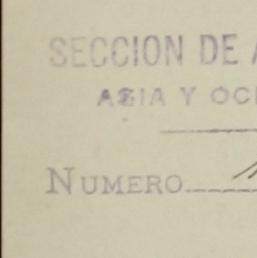 SECCION DE
ASIA Y
NUMERO